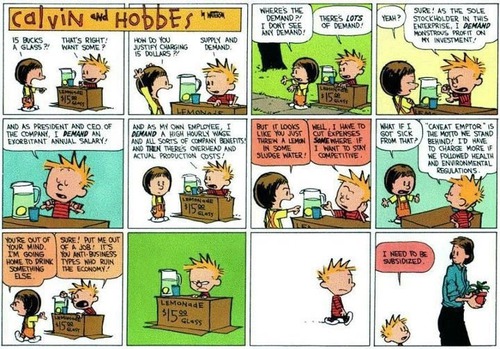 Calvin and Hobbes
by WATTERSON
15 BUCKS
A GLASS?!
THAT'S RIGHT!
WANT SOME?
LEMONADE
$15.00
GLASS
HOW DO YOU
JUSTIFY CHARGING
15 DOLLARS?!
SUPPLY AND
DEMAND.
LEMONADE
WHERE'S THE
DEMAND?!
I DON'T SEE
ANY DEMAND!
THERE'S LOTS
OF DEMAND!
LEMONADE
$15.00
GLASS
YEAH?
SURE! AS THE SOLE
STOCKHOLDER IN THIS
ENTERPRISE, I DEMAND
MONSTROUS PROFIT ON
MY INVESTMENT!
LEMONADE
AND AS PRESIDENT AND CEO OF
THE COMPANY, I DEMAND AN
EXORBITANT ANNUAL SALARY!
AND AS MY OWN EMPLOYEE, I
DEMAND A HIGH HOURLY WAGE
AND ALL SORTS OF COMPANY BENEFITS!
AND THEN THERE'S OVERHEAD AND
ACTUAL PRODUCTION COSTS!
LEMONADE
$15.00
GLASS
BUT IT LOOKS
LIKE YOU JUST
THREW A LEMON
IN SOME
SLUDGE WATER!
WELL, I HAVE TO
CUT EXPENSES
SOMEWHERE IF
I WANT TO STAY
COMPETITIVE.
WHAT IF I
GOT SICK
FROM THAT?
"CAVEAT EMPTOR" IS
THE MOTTO WE STAND
BEHIND! I'D HAVE
TO CHARGE MORE IF
WE FOLLOWED HEALTH
AND ENVIRONMENTAL
REGULATIONS.
YOU'RE OUT OF
YOUR MIND.
I'M GOING
HOME TO DRINK
SOMETHING
ELSE.
SURE! PUT ME OUT
OF A JOB! IT'S
YOU ANTI-BUSINESS
TYPES WHO RUIN
THE ECONOMY!
LEMONADE
$15.00
GLASS
LEMONADE
$15.00
GLASS
I NEED TO BE
SUBSIDIZED.